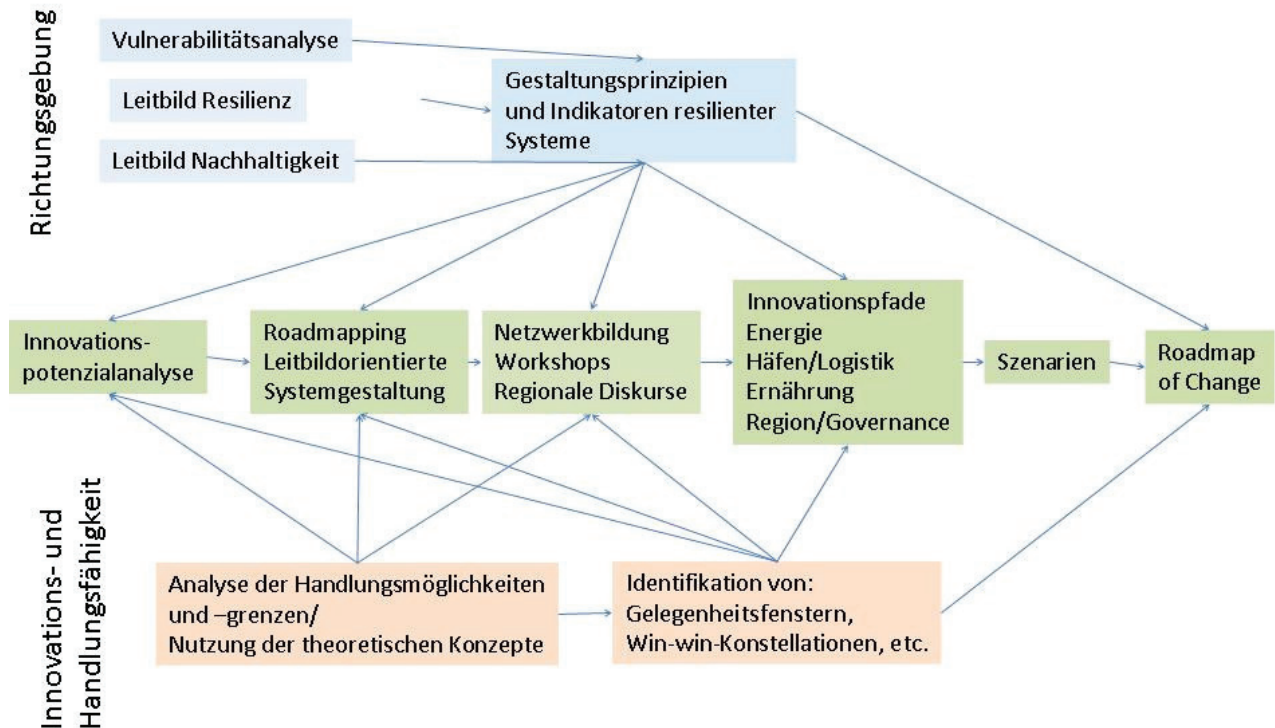 Richtungsgebung
Vulnerabilitätsanalyse
Leitbild Resilienz
Leitbild Nachhaltigkeit
Gestaltungsprinzipien
und Indikatoren resilienter
Systeme
Innovations-
potenzialanalyse
Roadmapping
Leitbildorientierte
Systemgestaltung
Netzwerkbildung
Workshops
Regionale Diskurse
Innovationspfade
Energie
Häfen/Logistik
Ernährung
Region/Governance
Szenarien
Roadmap
of Change
Innovations- und
Handlungsfähigkeit
Analyse der Handlungsmöglichkeiten
und –grenzen/
Nutzung der theoretischen Konzepte
Identifikation von:
Gelegenheitsfenstern,
Win-win-Konstellationen, etc.